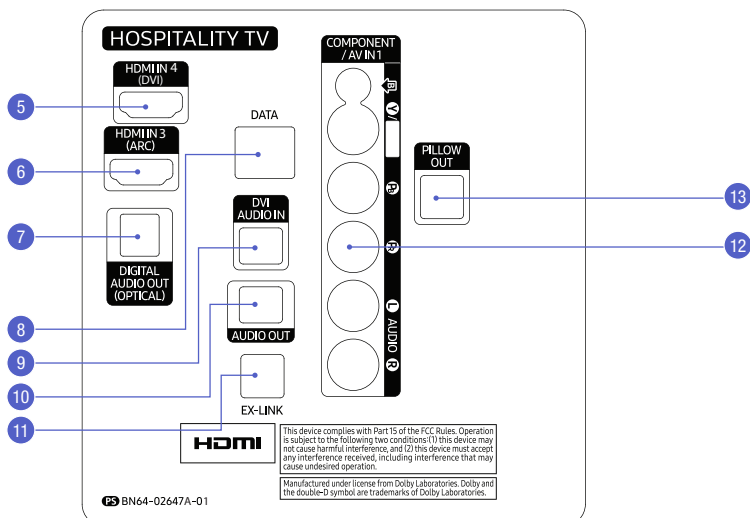 HOSPITALITY TV
HDMI IN 4
(DVI)
5
HDMI IN 3
(ARC)
6
7
DIGITAL
AUDIO OUT
(OPTICAL)
DATA
8
DVI
AUDIO IN
9
AUDIO OUT
10
EX-LINK
11
COMPONENT
/ AV IN 1
Y/
PB
PR
L AUDIO R
12
PILLOW
OUT
13
HDMI
This device complies with Part 15 of the FCC Rules. Operation
is subject to the following two conditions:(1) this device may
not cause harmful interference, and (2) this device must accept
any interference received, including interference that may
cause undesired operation.
Manufactured under license from Dolby Laboratories. Dolby and
the double-D symbol are trademarks of Dolby Laboratories.
PS BN64-02647A-01